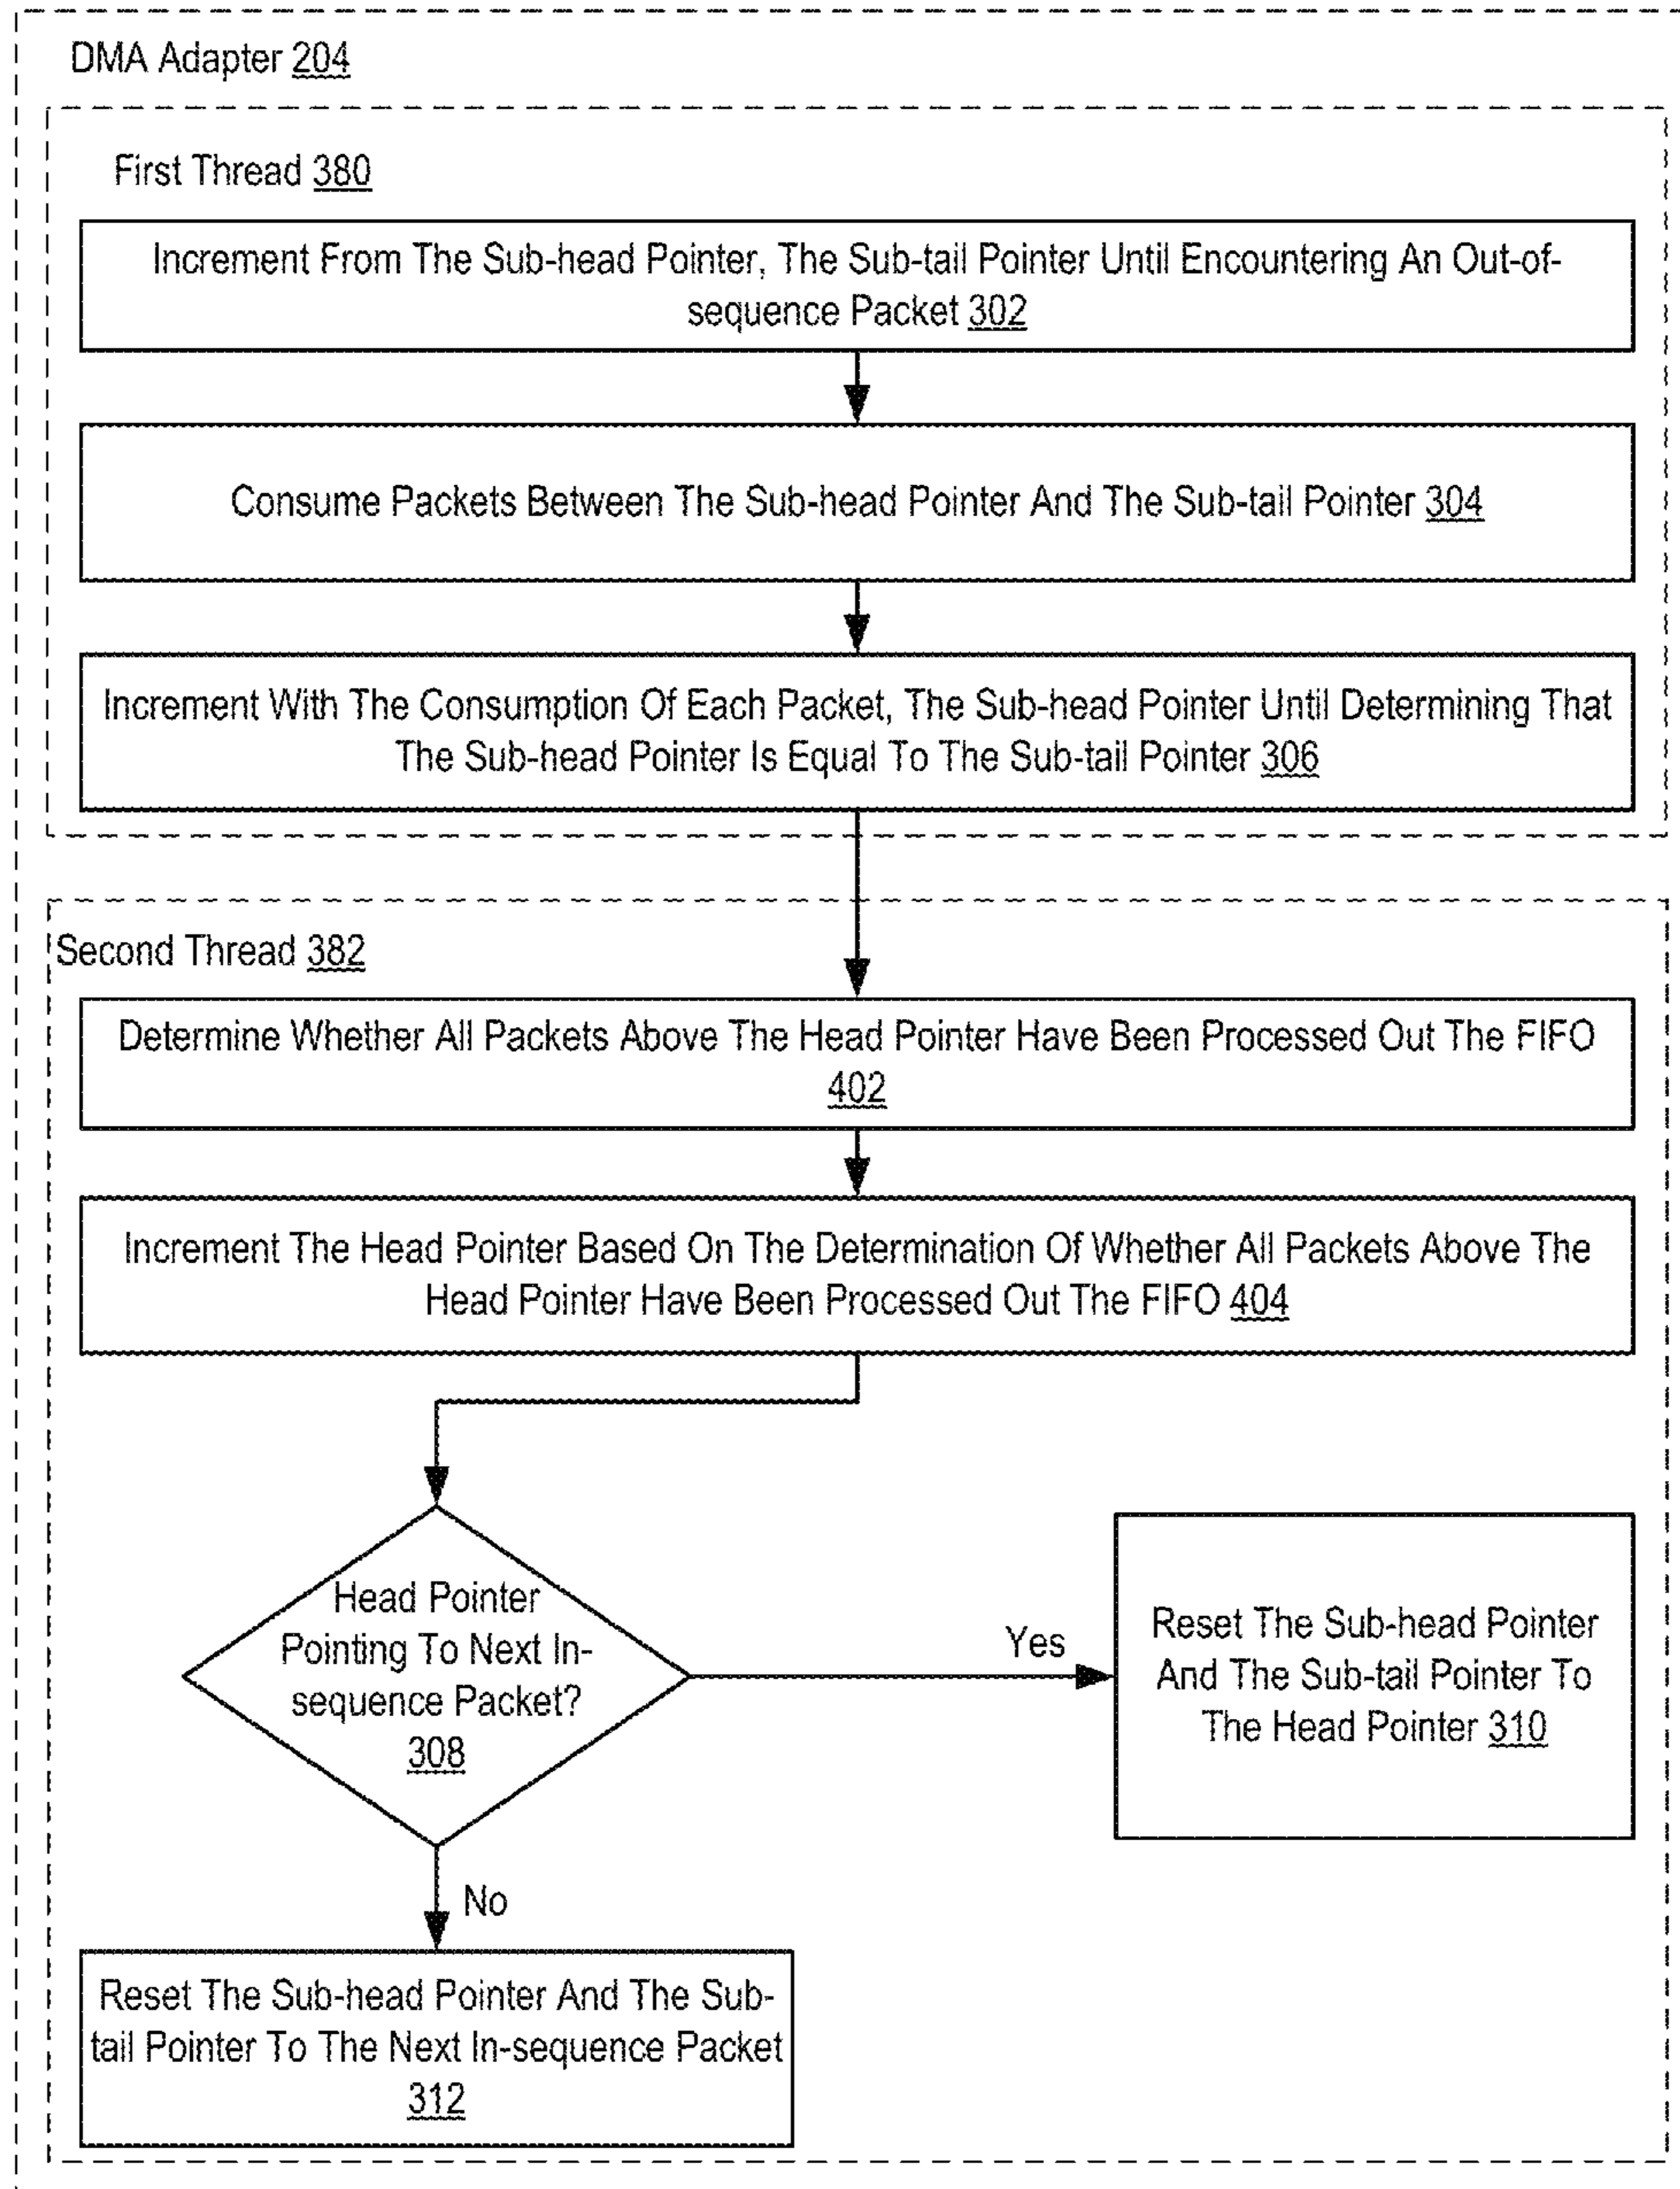 DMA Adapter 204
First Thread 380
Increment From The Sub-head Pointer, The Sub-tail Pointer Until Encountering An Out-of-
sequence Packet 302
Consume Packets Between The Sub-head Pointer And The Sub-tail Pointer 304
Increment With The Consumption Of Each Packet, The Sub-head Pointer Until Determining That
The Sub-head Pointer Is Equal To The Sub-tail Pointer 306
Second Thread 382
Determine Whether All Packets Above The Head Pointer Have Been Processed Out The FIFO
402
Increment The Head Pointer Based On The Determination Of Whether All Packets Above The
Head Pointer Have Been Processed Out The FIFO 404
Head Pointer
Pointing To Next In-
sequence Packet?
308
Yes
Reset The Sub-head Pointer
And The Sub-tail Pointer To
The Head Pointer 310
No
Reset The Sub-head Pointer And The Sub-
tail Pointer To The Next In-sequence Packet
312